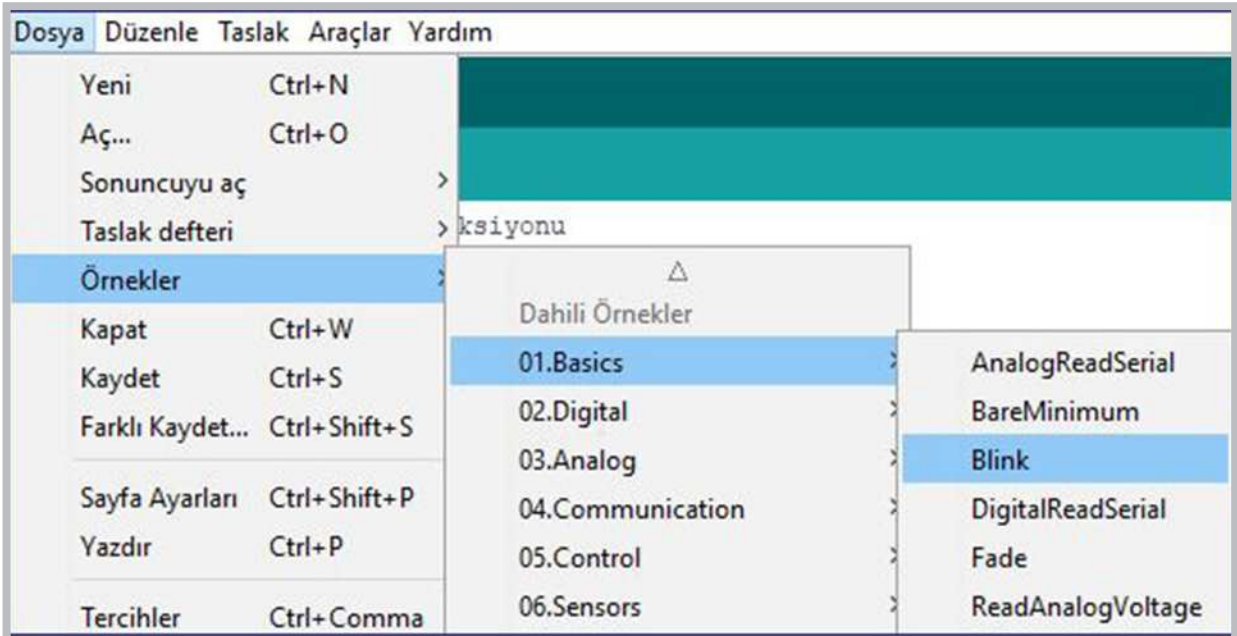 Dosya Düzenle Taslak Araçlar Yardım
Yeni Ctrl+N
Aç... Ctrl+O
Sonuncuyu aç
Taslak defteri
Örnekler
Kapat Ctrl+W
Kaydet Ctrl+S
Farklı Kaydet... Ctrl+Shift+S
Sayfa Ayarları Ctrl+Shift+P
Yazdır Ctrl+P
Tercihler Ctrl+Comma
ksiyonu
Dahili Örnekler
01.Basics
02.Digital
03.Analog
04.Communication
05.Control
06.Sensors
AnalogReadSerial
BareMinimum
Blink
DigitalReadSerial
Fade
ReadAnalogVoltage